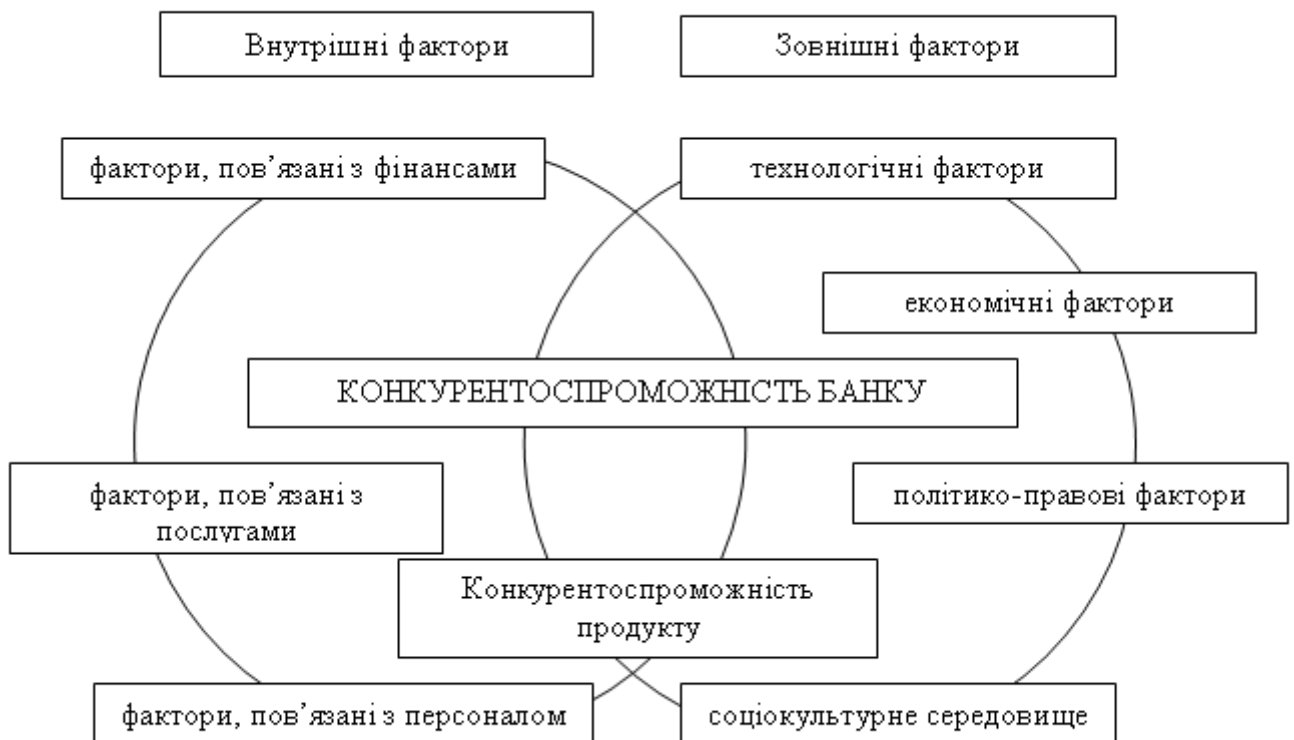 Внутрішні фактори
Зовнішні фактори
фактори, пов’язані з фінансами
технологічні фактори
економічні фактори
КОНКУРЕНТОСПРОМОЖНІСТЬ БАНКУ
фактори, пов’язані з
послугами
політико-правові фактори
Конкурентоспроможність
продукту
фактори, пов’язані з персоналом
соціокультурне середовище